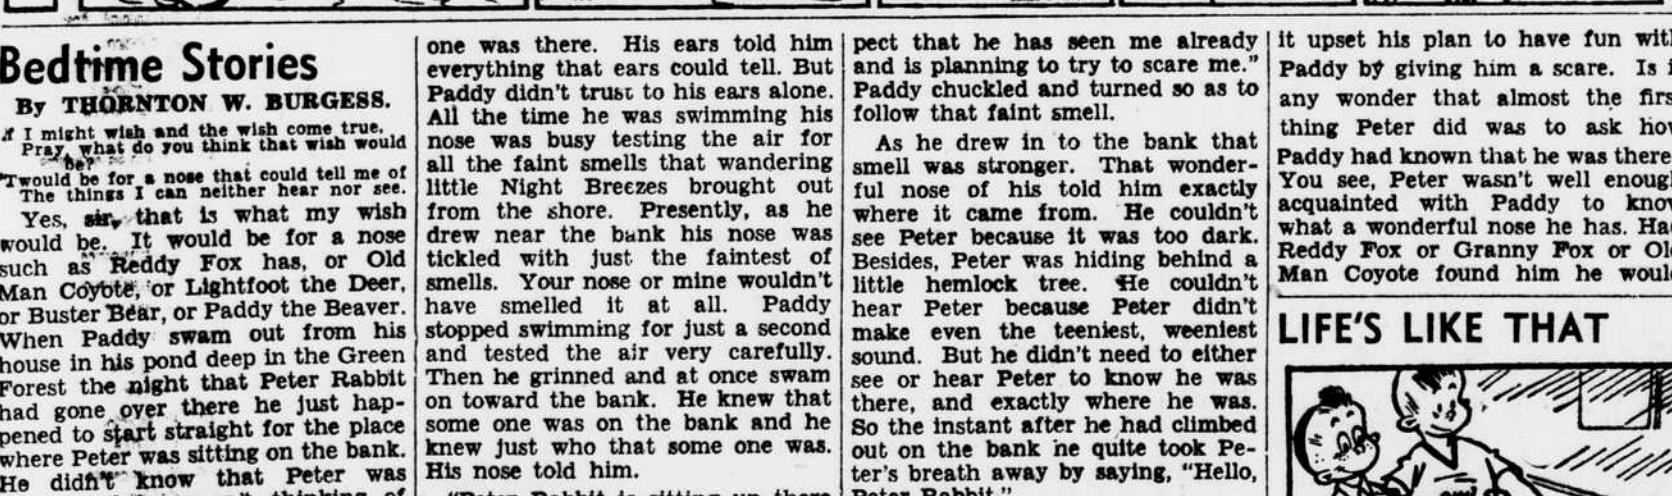 Bedtime Stories
By THORNTON W. BURGESS.
If I might wish and the wish come true,
Pray, what do you think that wish would
be?
'Twould be for a nose that could tell me of
The things I can neither hear nor see.
Yes, sir, that is what my wish
would be. It would be for a nose
such as Reddy Fox has, or Old
Man Coyote, or Lightfoot the Deer,
or Buster Bear, or Paddy the Beaver.
When Paddy swam out from his
house in his pond deep in the Green
Forest the night that Peter Rabbit
had gone over there he just hap-
pened to start straight for the place
where Peter was sitting on the bank.
He didn't know that Peter was
thinking of
one was there. His ears told him
everything that ears could tell. But
Paddy didn't trust to his ears alone.
All the time he was swimming his
nose was busy testing the air for
all the faint smells that wandering
little Night Breezes brought out
from the shore. Presently, as he
drew near the bank his nose was
tickled with just the faintest of
smells. Your nose or mine wouldn't
have smelled it at all. Paddy
stopped swimming for just a second
and tested the air very carefully.
Then he grinned and at once swam
on toward the bank. He knew that
some one was on the bank and he
knew just who that some one was.
His nose told him.
"Peter Rabbit is sitting up there
pect that he has seen me already
and is planning to try to scare me."
Paddy chuckled and turned so as to
follow that faint smell.
As he drew in to the bank that
smell was stronger. That wonder-
ful nose of his told him exactly
where it came from. He couldn't
see Peter because it was too dark.
Besides, Peter was hiding behind a
little hemlock tree. He couldn't
hear Peter because Peter didn't
make even the teeniest, weeniest
sound. But he didn't need to either
see or hear Peter to know he was
there, and exactly where he was.
So the instant after he had climbed
out on the bank he quite took Pe-
ter's breath away by saying, "Hello,
Peter Rabbit."
it upset his plan to have fun with
Paddy by giving him a scare. Is i
any wonder that almost the firs
thing Peter did was to ask how
Paddy had known that he was there
You see, Peter wasn't well enough
acquainted with Paddy to know
what a wonderful nose he has. Had
Reddy Fox or Granny Fox or Old
Man Coyote found him he would
LIFE'S LIKE THAT